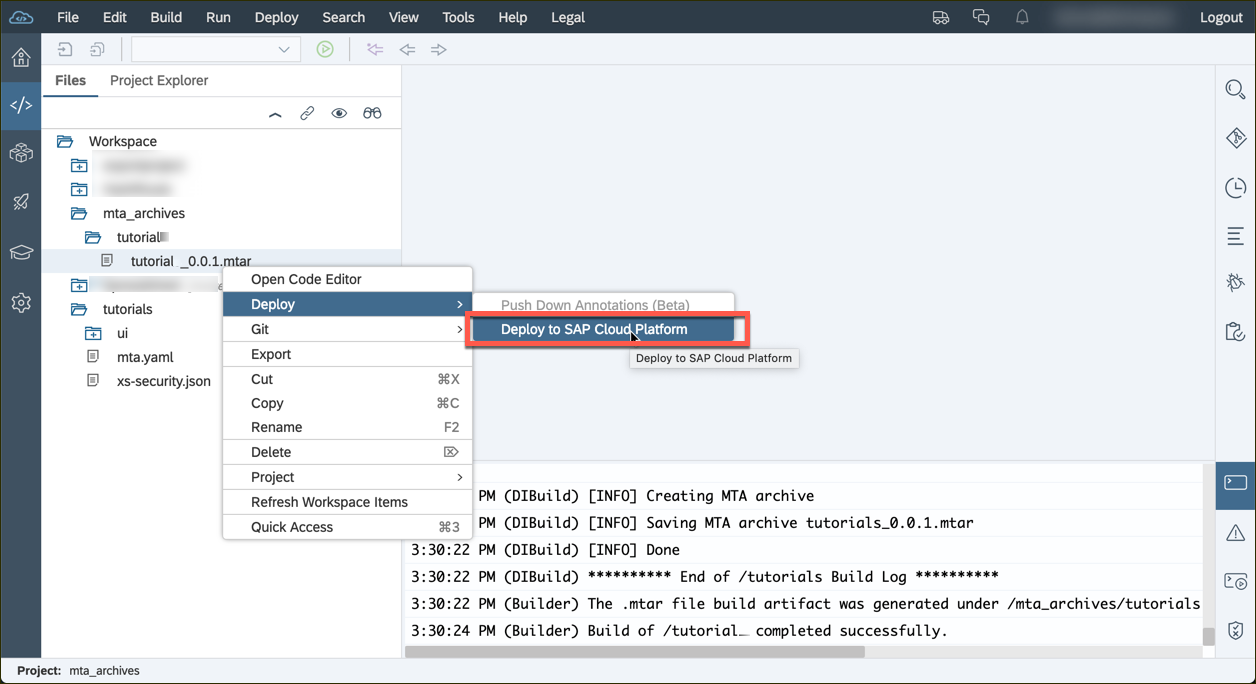 File Edit Build Run Deploy Search View Tools Help Legal Logout
Files Project Explorer
Workspace
mta_archives
tutorial
tutorial _0.0.1.mtar
tutorials
ui
mta.yaml
xs-security.json
Open Code Editor
Deploy
Git
Export
Cut ⌘X
Copy ⌘C
Rename F2
Delete ⌦
Project
Refresh Workspace Items
Quick Access ⌘3
Push Down Annotations (Beta)
Deploy to SAP Cloud Platform
Deploy to SAP Cloud Platform
PM (DIBuild) [INFO] Creating MTA archive
PM (DIBuild) [INFO] Saving MTA archive tutorials_0.0.1.mtar
3:30:22 PM (DIBuild) [INFO] Done
3:30:22 PM (DIBuild) ********** End of /tutorials Build Log **********
3:30:22 PM (Builder) The .mtar file build artifact was generated under /mta_archives/tutorials
3:30:24 PM (Builder) Build of /tutorial completed successfully.
Project: mta_archives